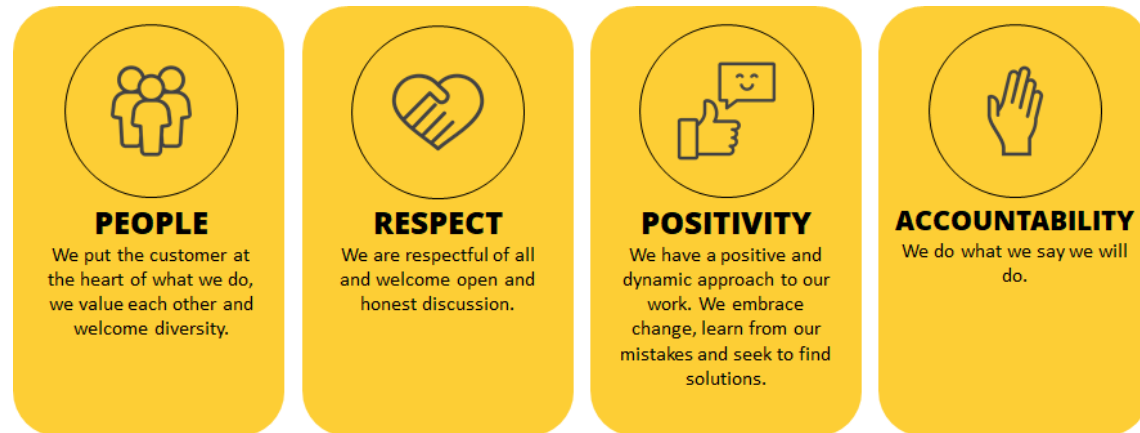 PEOPLE
We put the customer at
the heart of what we do,
we value each other and
welcome diversity.
RESPECT
We are respectful of all
and welcome open and
honest discussion.
POSITIVITY
We have a positive and
dynamic approach to our
work. We embrace
change, learn from our
mistakes and seek to find
solutions.
ACCOUNTABILITY
We do what we say we will
do.